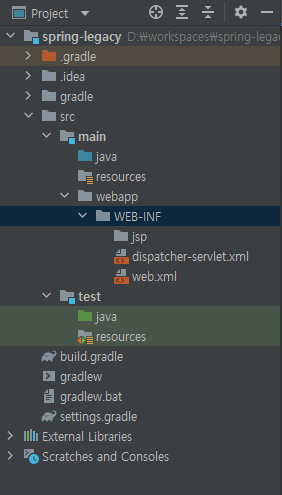 Project
spring-legacy D:₩workspaces₩spring-lega
.gradle
.idea
gradle
src
main
java
resources
webapp
WEB-INF
jsp
dispatcher-servlet.xml
web.xml
test
java
resources
build.gradle
gradlew
gradlew.bat
settings.gradle
External Libraries
Scratches and Consoles